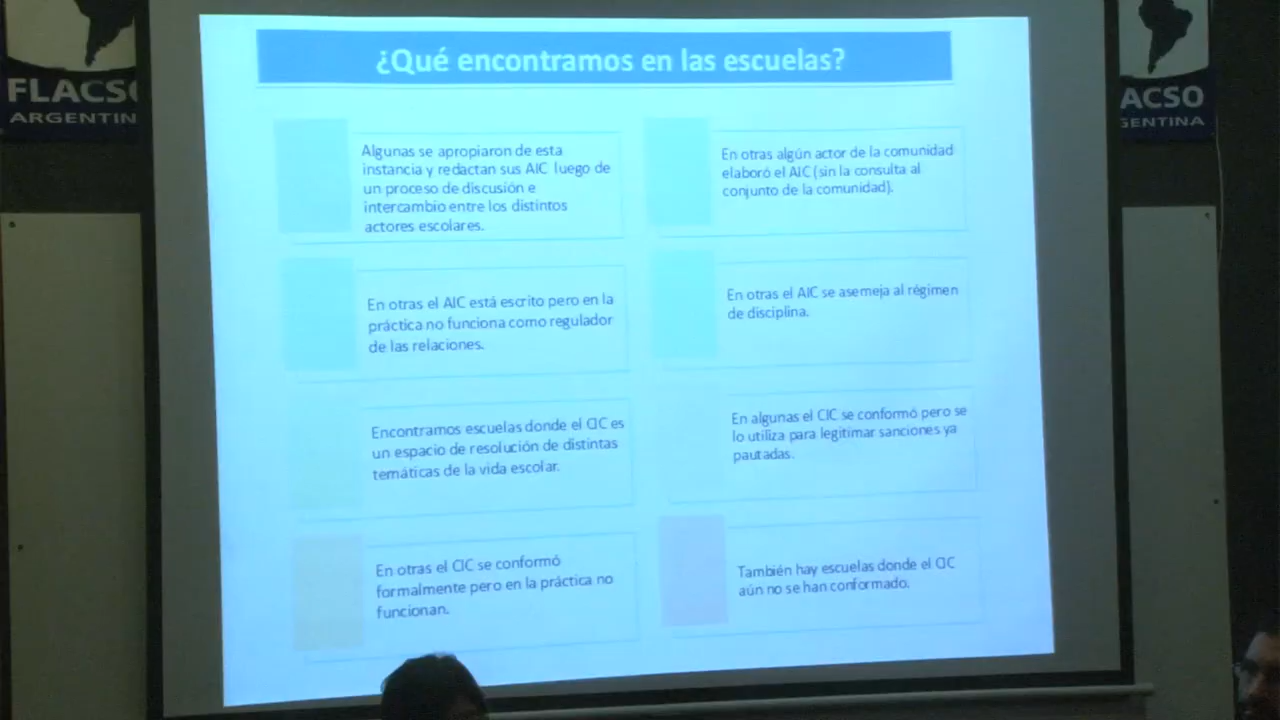 FLACSO
ARGENTIN
ACSO
GENTINA
¿Qué encontramos en las escuelas?
Algunas se apropiaron de esta
instancia y redactan sus AIC luego de
un proceso de discusión e
intercambio entre los distintos
actores escolares.
En otras algún actor de la comunidad
elaboró el AIC (sin la consulta al
conjunto de la comunidad).
En otras el AIC está escrito pero en la
práctica no funciona como regulador
de las relaciones.
En otras el AIC se asemeja al régimen
de disciplina.
Encontramos escuelas donde el CIC es
un espacio de resolución de distintas
temáticas de la vida escolar.
En algunas el CIC se conformó pero se
lo utiliza para legitimar sanciones ya
pautadas.
En otras el CIC se conformó
formalmente pero en la práctica no
funcionan.
También hay escuelas donde el CIC
aún no se han conformado.